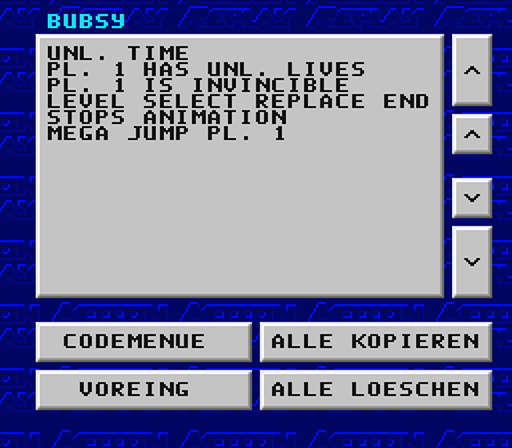 BUBSY
UNL. TIME
PL. 1 HAS UNL. LIVES
PL. 1 IS INVINCIBLE
LEVEL SELECT REPLACE END
STOPS ANIMATION
MEGA JUMP PL. 1
CODEMENUE
ALLE KOPIEREN
VOREING
ALLE LOESCHEN